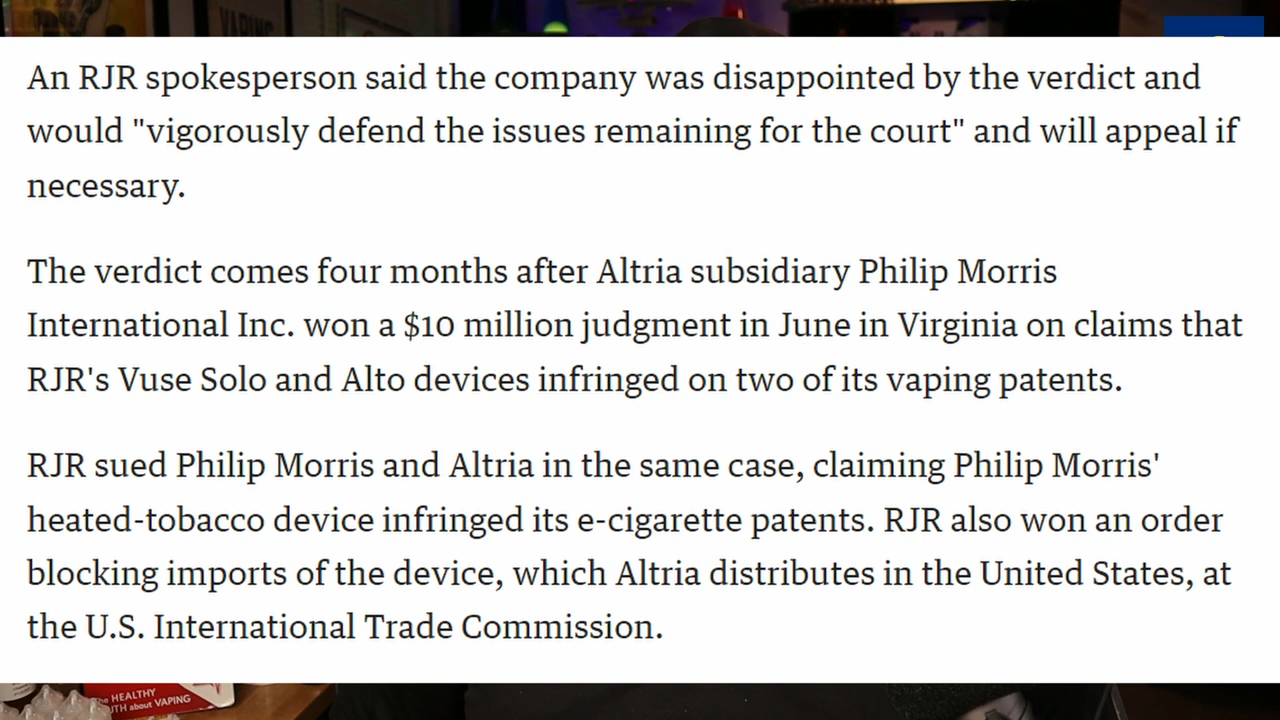 VAPING
An RJR spokesperson said the company was disappointed by the verdict and
would "vigorously defend the issues remaining for the court" and will appeal if
necessary.
The verdict comes four months after Altria subsidiary Philip Morris
International Inc. won a $10 million judgment in June in Virginia on claims that
RJR's Vuse Solo and Alto devices infringed on two of its vaping patents.
RJR sued Philip Morris and Altria in the same case, claiming Philip Morris'
heated-tobacco device infringed its e-cigarette patents. RJR also won an order
blocking imports of the device, which Altria distributes in the United States, at
the U.S. International Trade Commission.
The HEALTHY
about VAPING